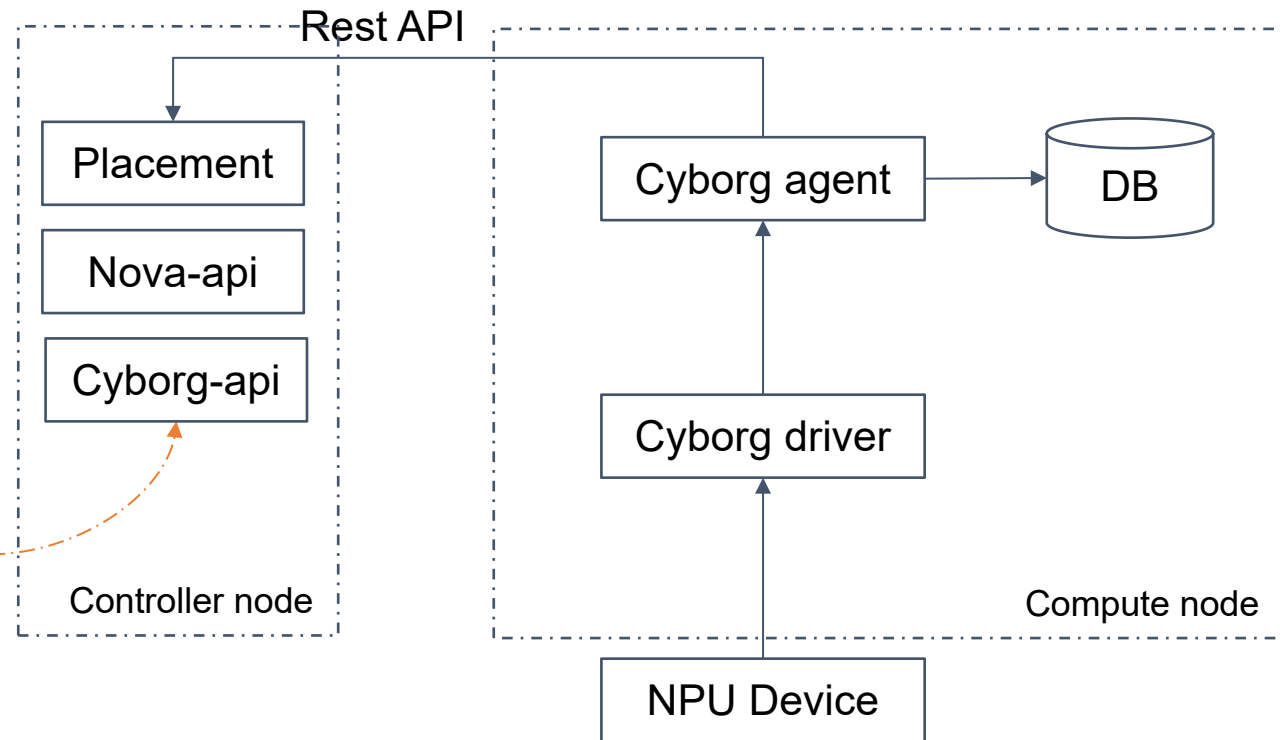 Rest API
Placement
Nova-api
Cyborg-api
Controller node
Cyborg agent
DB
Cyborg driver
Compute node
NPU Device